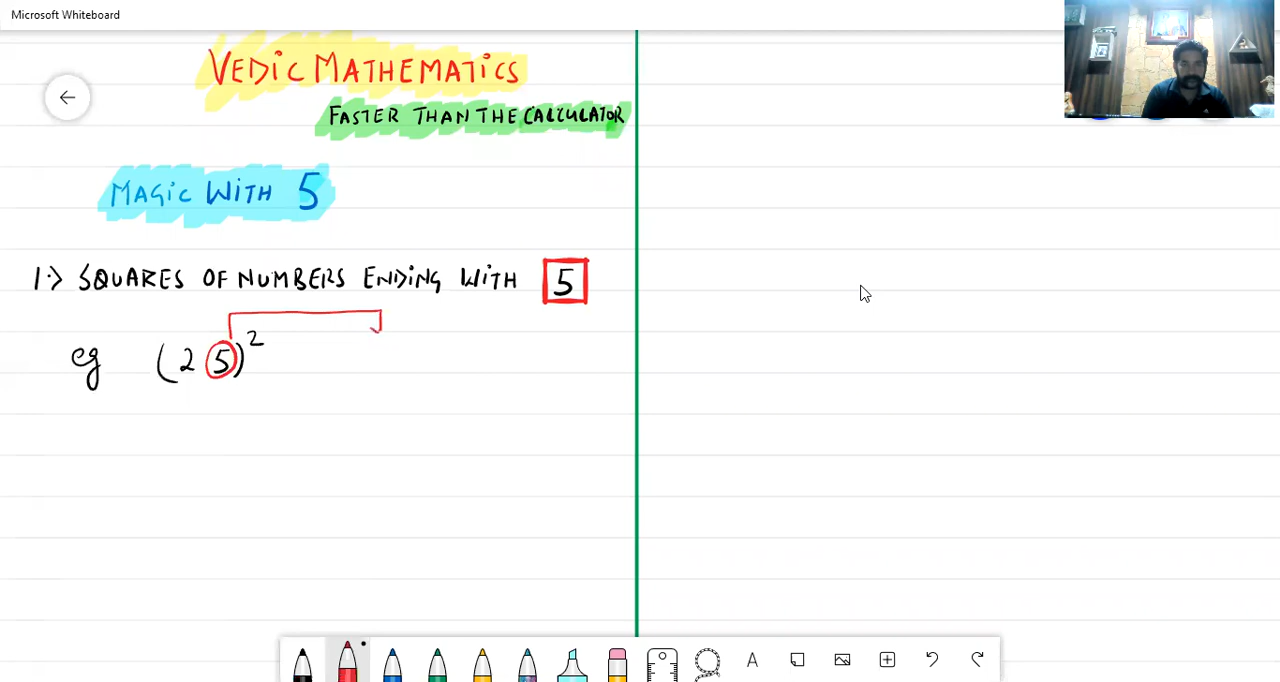 Microsoft Whiteboard
VEDIC MATHEMATICS
FASTER THAN THE CALCULATOR
MAGIC WITH 5
1:> SQUARES OF NUMBERS ENDING WITH 5
eg (25)²
A